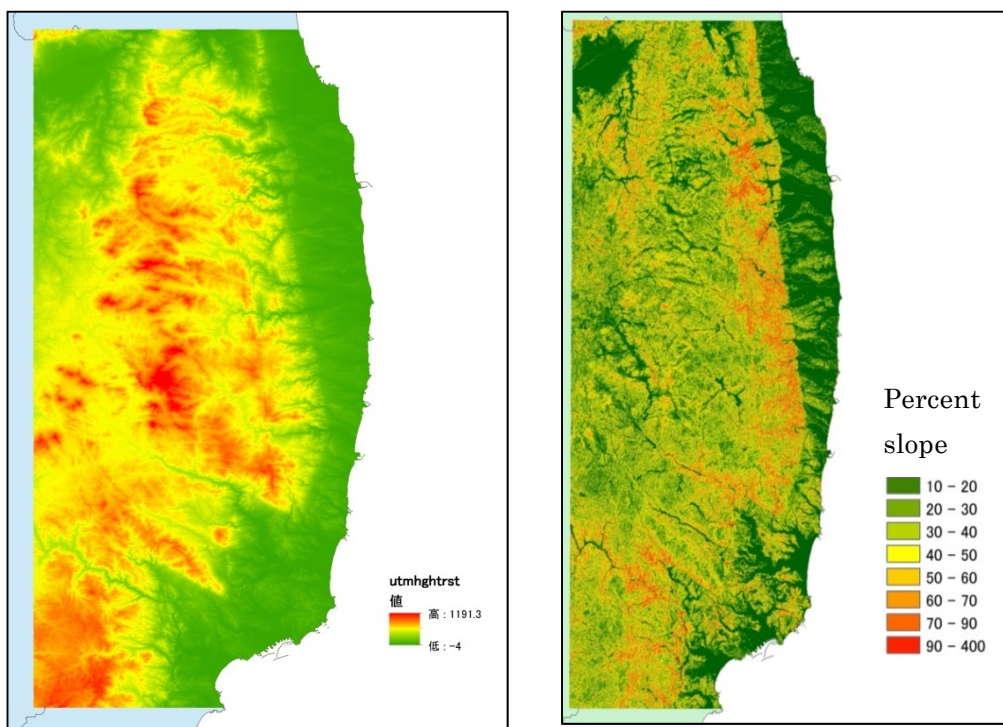 utmhghtrst
値
高 : 1191.3
低 : -4
Percent
slope
10 - 20
20 - 30
30 - 40
40 - 50
50 - 60
60 - 70
70 - 90
90 - 400